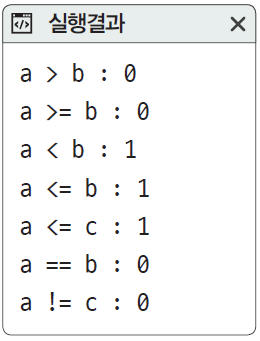 실행결과
a > b : 0
a >= b : 0
a < b : 1
a <= b : 1
a <= c : 1
a == b : 0
a != c : 0